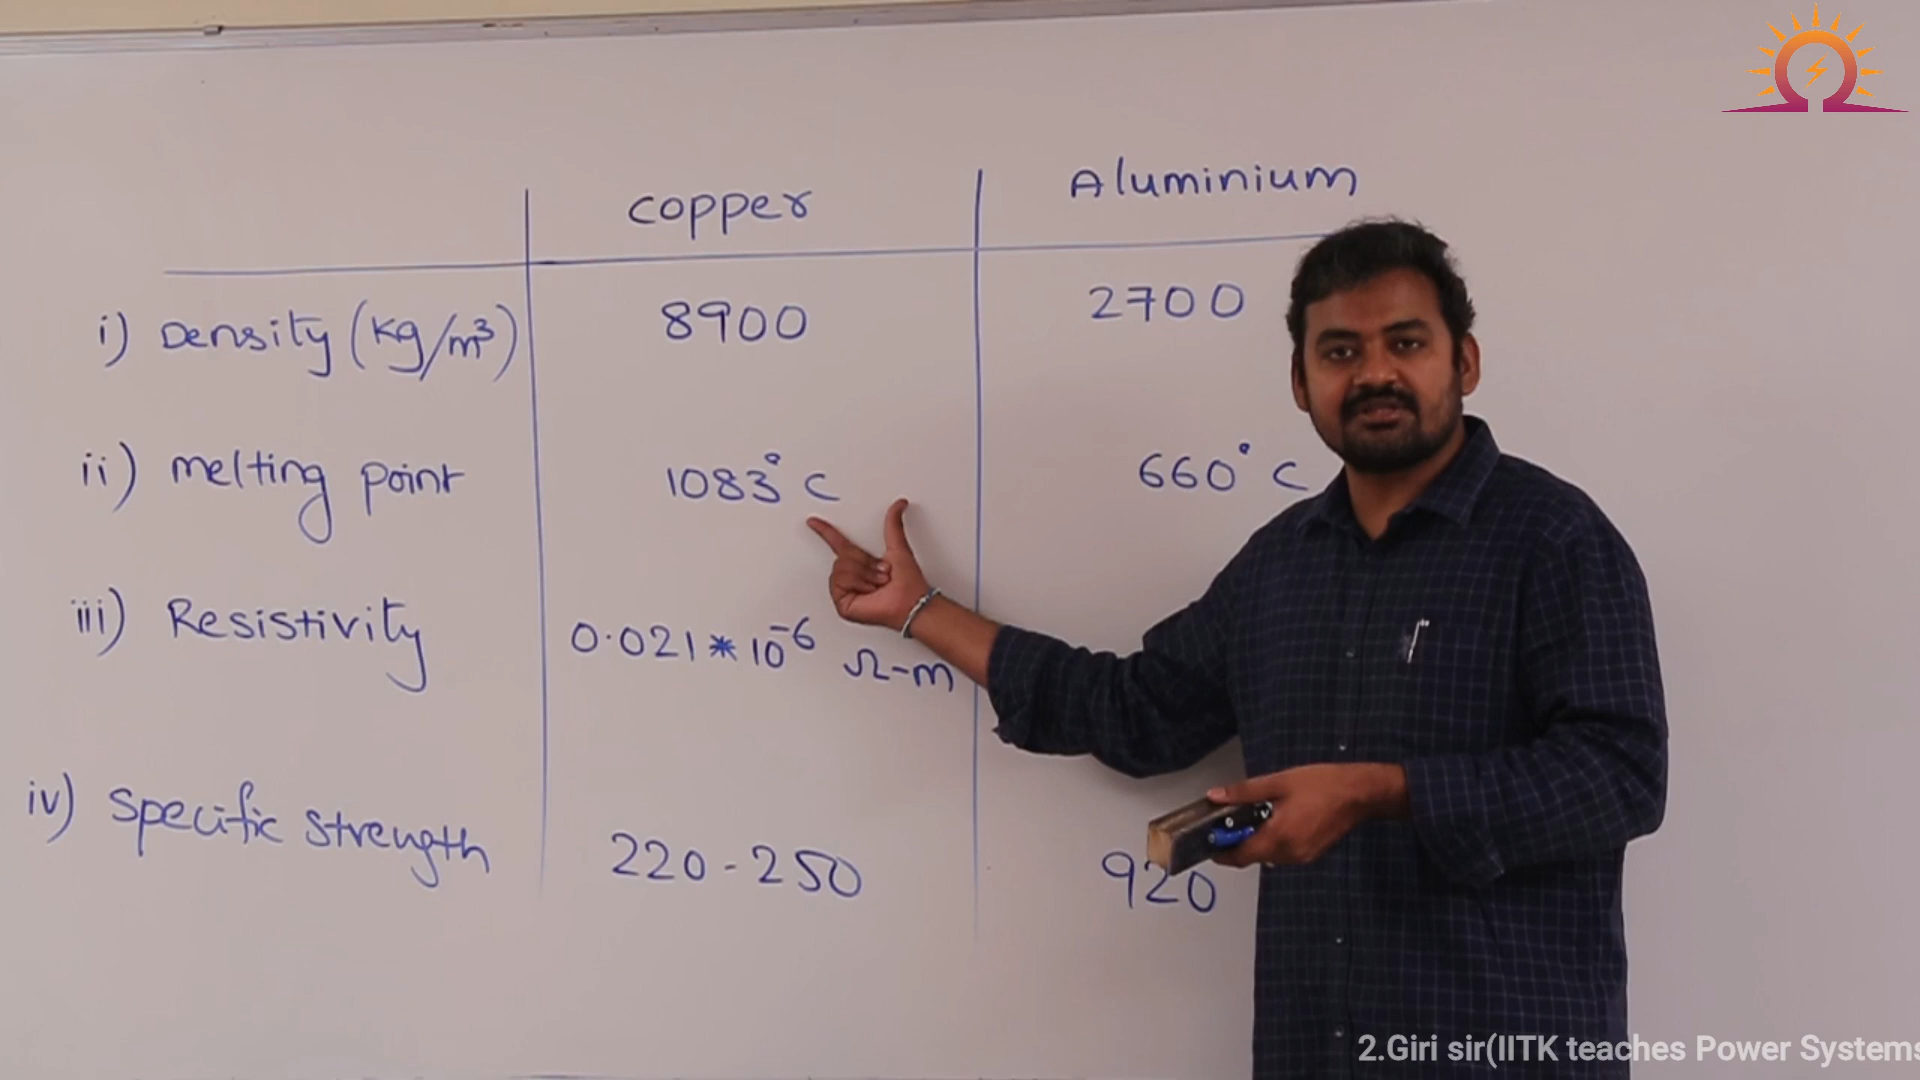 copper Aluminium
i) Density (kg/m³) 8900 2700
ii) melting point 1083° C 660° C
iii) Resistivity 0.021 * 10⁻⁶ Ω-m
iv) Specific strength 220 - 250 920
2.Giri sir(IITK teaches Power Systems